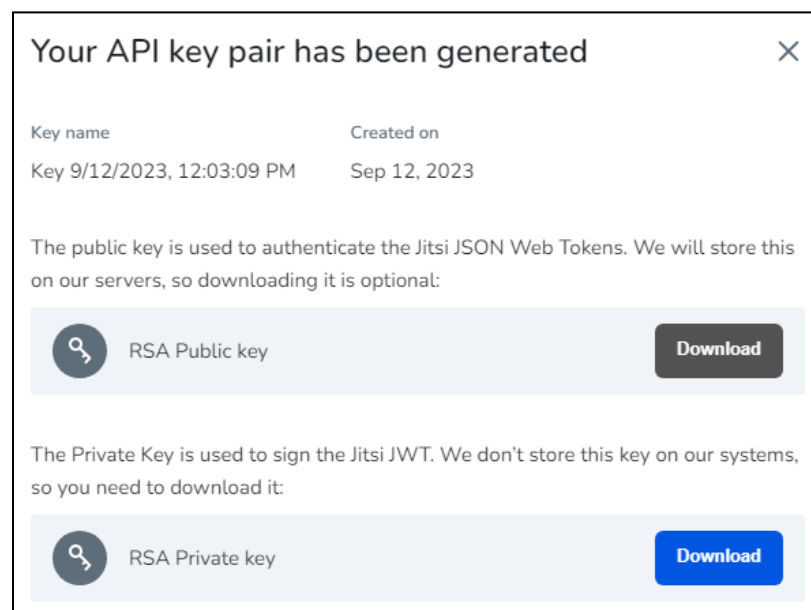 Your API key pair has been generated
Key name
Created on
Key 9/12/2023, 12:03:09 PM
Sep 12, 2023
The public key is used to authenticate the Jitsi JSON Web Tokens. We will store this
on our servers, so downloading it is optional:
RSA Public key
Download
The Private Key is used to sign the Jitsi JWT. We don’t store this key on our systems,
so you need to download it:
RSA Private key
Download